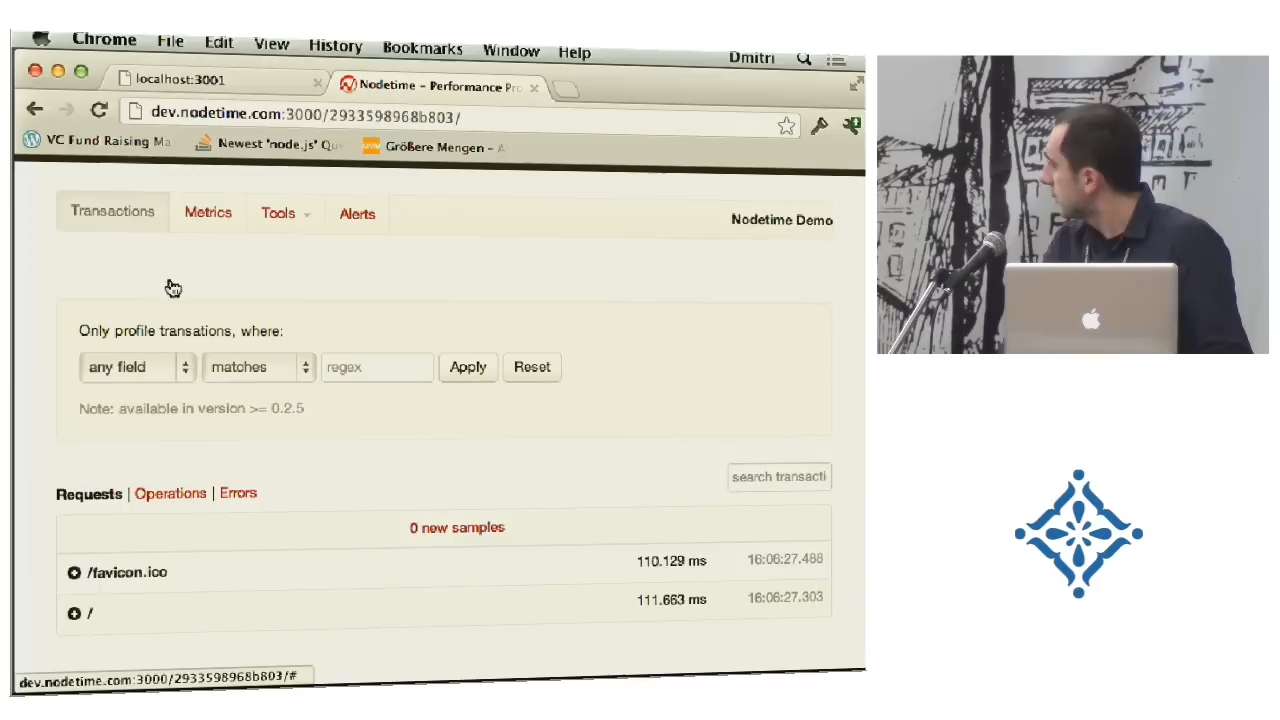 Chrome File Edit View History Bookmarks Window Help Dmitri
localhost:3001
Nodetime - Performance Pro
dev.nodetime.com:3000/2933598968b803/
VC Fund Raising Ma
Newest 'node.js' Qu
Größere Mengen - A
Transactions Metrics Tools Alerts Nodetime Demo
Only profile transations, where:
any field matches regex Apply Reset
Note: available in version >= 0.2.5
search transacti
Requests | Operations | Errors
0 new samples
/favicon.ico 110.129 ms 16:06:27.488
/ 111.663 ms 16:06:27.303
dev.nodetime.com:3000/2933598968b803/#